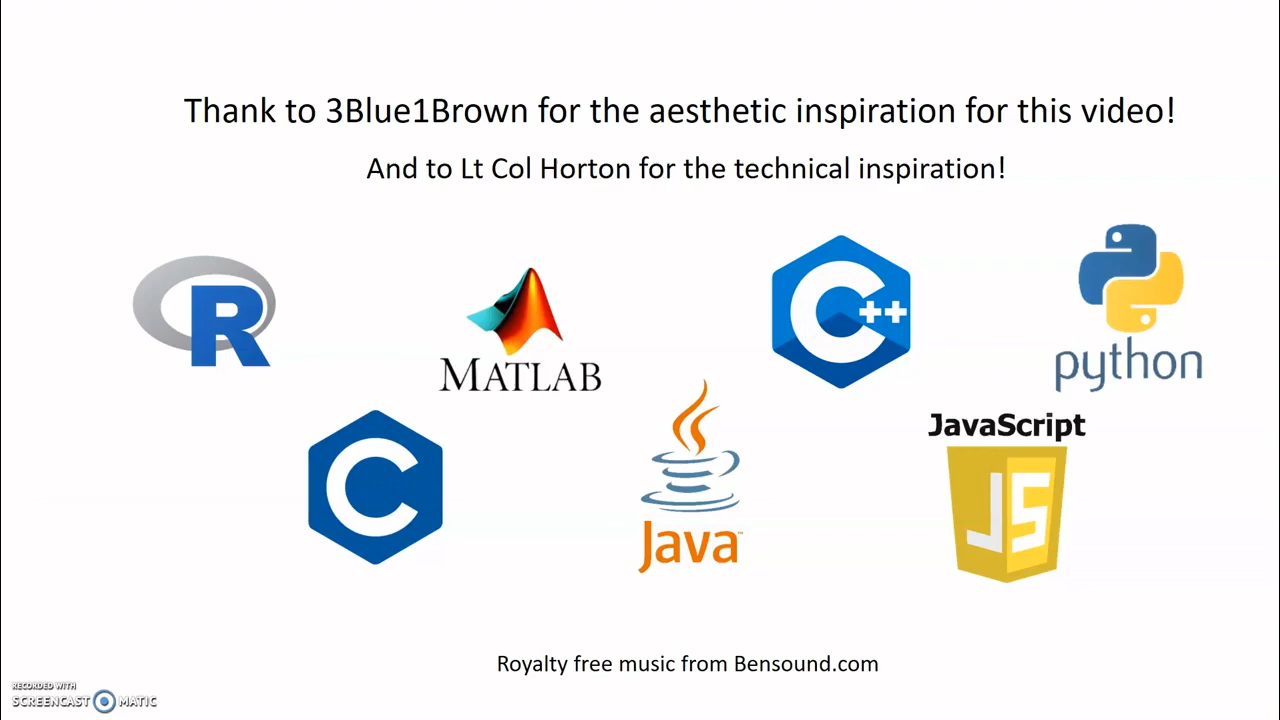 Thank to 3Blue1Brown for the aesthetic inspiration for this video!
And to Lt Col Horton for the technical inspiration!
R
MATLAB
C++
python
C
Java™
JavaScript
JS
Royalty free music from Bensound.com
RECORDED WITH
SCREENCAST MATIC